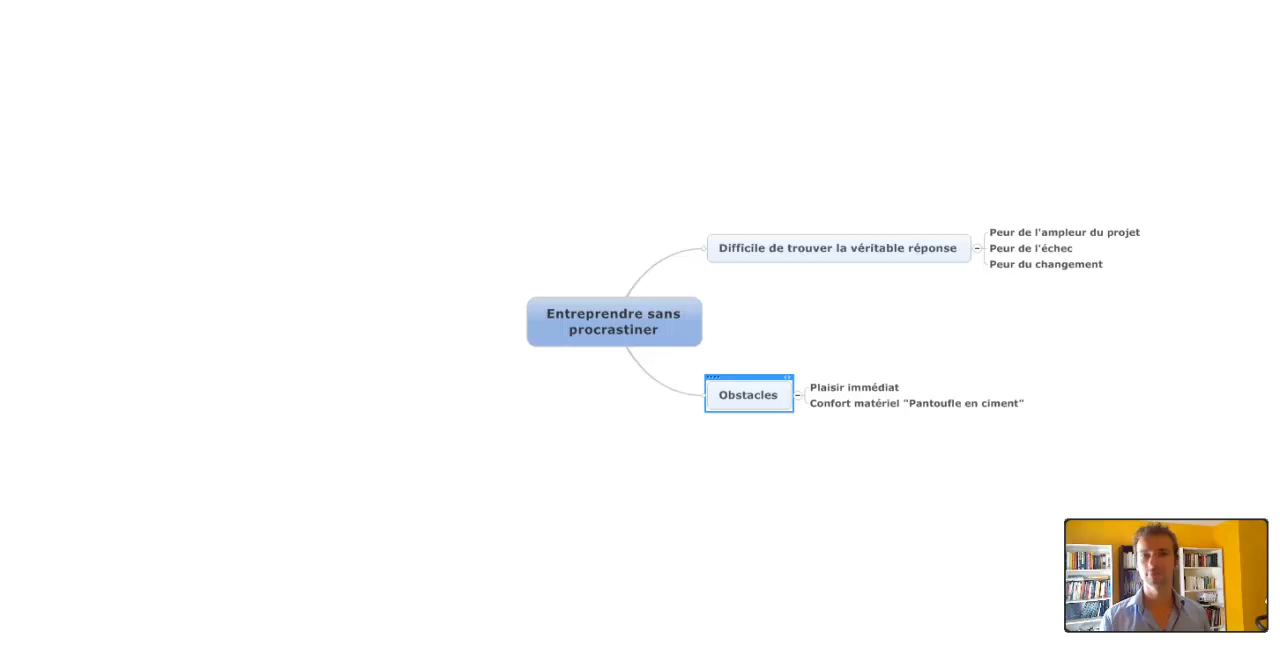 Peur de l'ampleur du projet
Difficile de trouver la véritable réponse
Peur de l'échec
Peur du changement
Entreprendre sans
procrastiner
Obstacles
Plaisir immédiat
Confort matériel "Pantoufle en ciment"